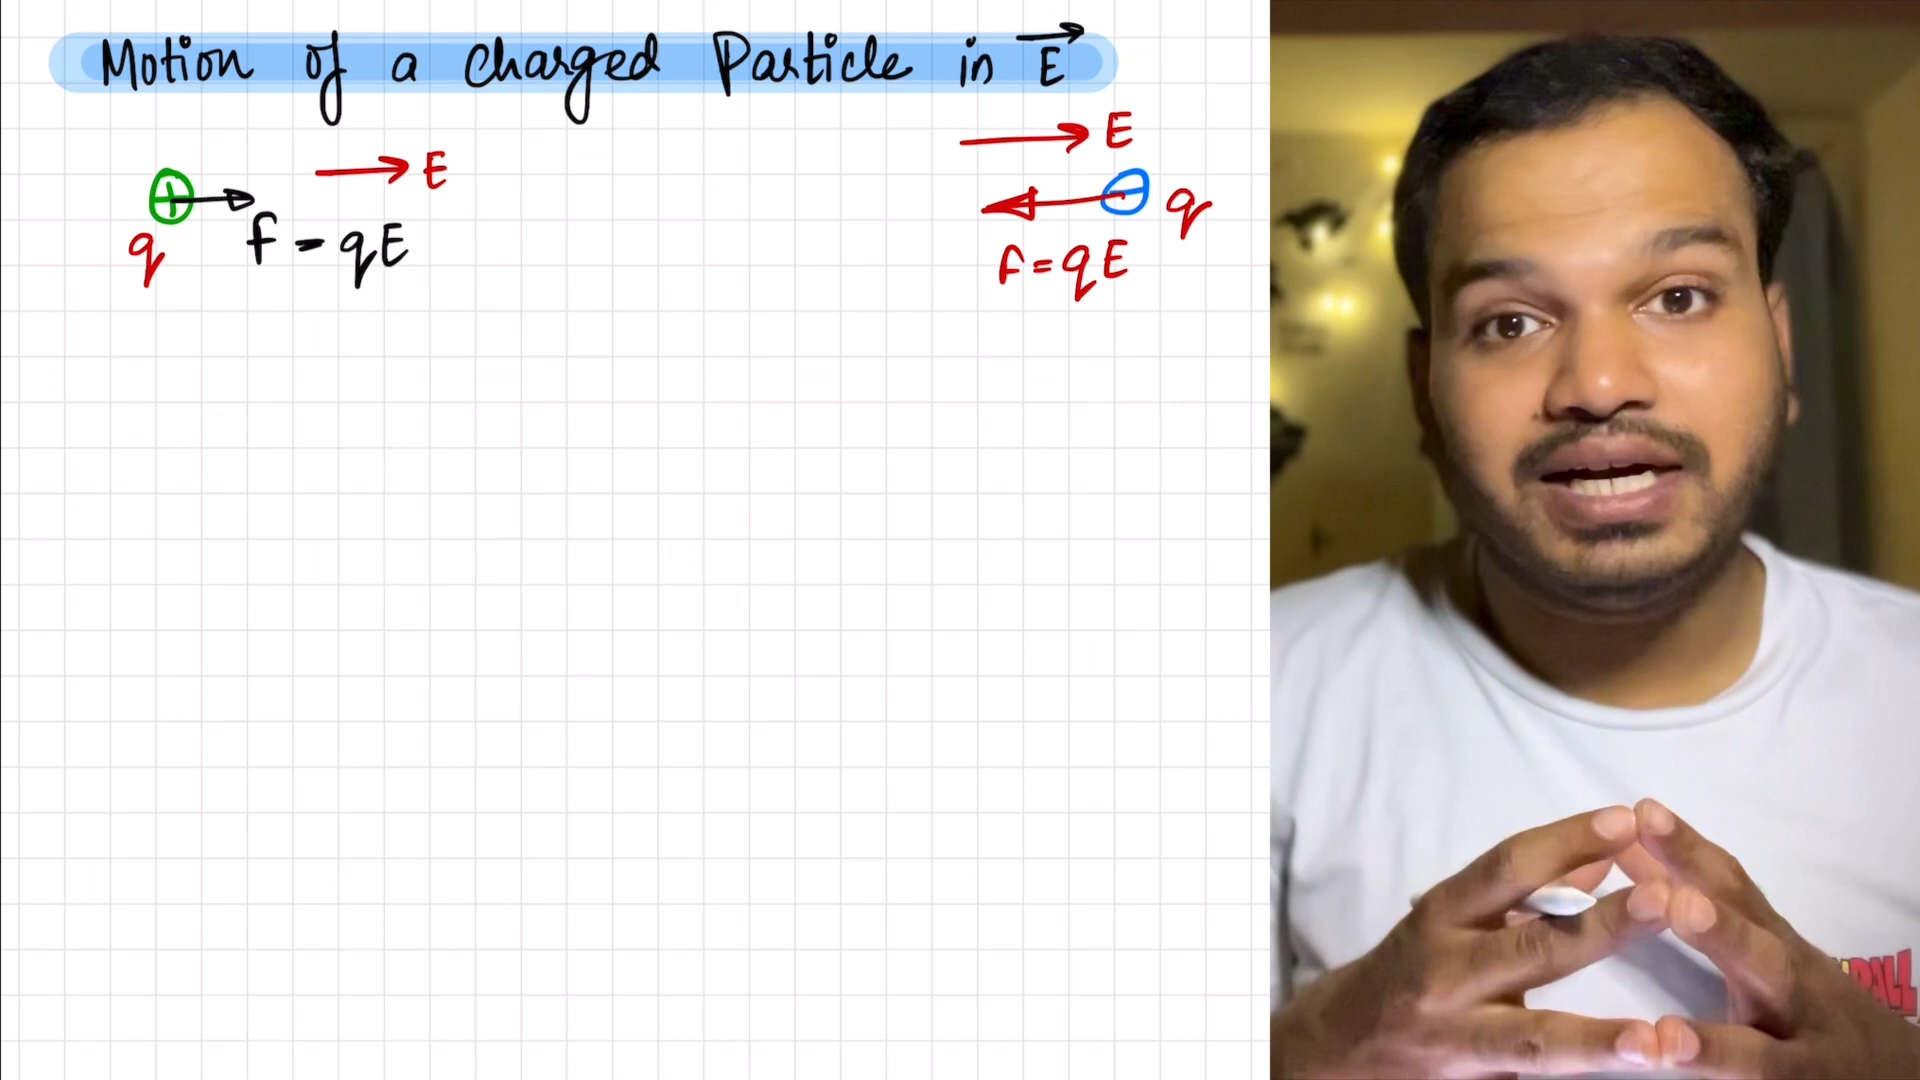 Motion of a Charged Particle in E
E
E
q
F = qE
q
F = qE